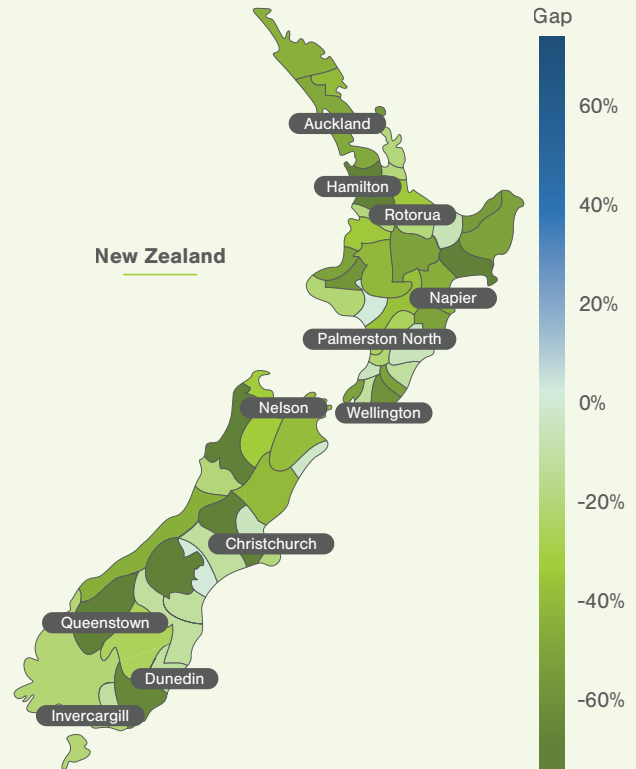 Gap
Auckland
60%
Hamilton
40%
Rotorua
New Zealand
Napier
20%
Palmerston North
Nelson
Wellington
0%
-20%
Christchurch
-40%
Queenstown
Dunedin
-60%
Invercargill